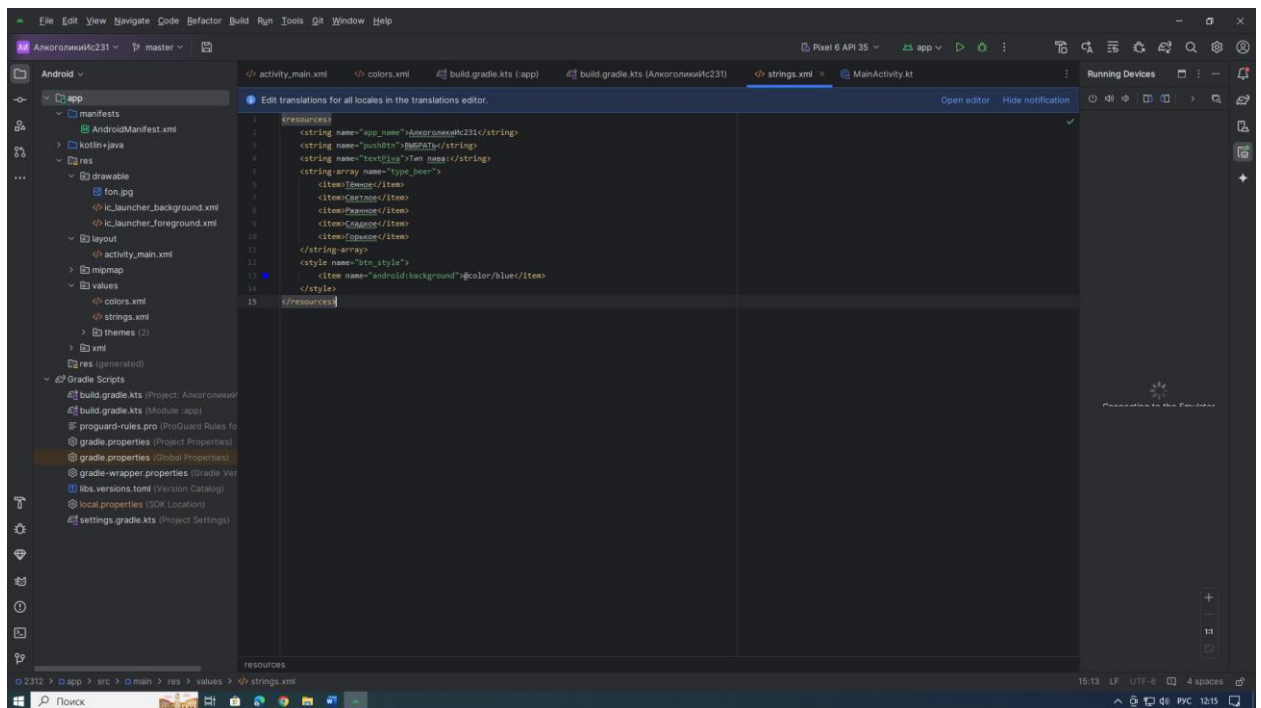 File Edit View Navigate Code Refactor Build Run Tools Git Window Help
АИ АлкоголикиИс231 master Pixel 6 API 35 app
Android activity_main.xml colors.xml build.gradle.kts (:app) build.gradle.kts (АлкоголикиИс231) strings.xml MainActivity.kt Running Devices
app
manifests
AndroidManifest.xml
kotlin+java
res
drawable
fon.jpg
ic_launcher_background.xml
ic_launcher_foreground.xml
layout
activity_main.xml
mipmap
values
colors.xml
strings.xml
themes (2)
xml
res (generated)
Gradle Scripts
build.gradle.kts (Project: АлкоголикиИ
build.gradle.kts (Module :app)
proguard-rules.pro (ProGuard Rules fo
gradle.properties (Project Properties)
gradle.properties (Global Properties)
gradle-wrapper.properties (Gradle Ver
libs.versions.toml (Version Catalog)
local.properties (SDK Location)
settings.gradle.kts (Project Settings)
Edit translations for all locales in the translations editor. Open editor Hide notification
1 <resources>
2 <string name="app_name">АлкоголикиИс231</string>
3 <string name="pushBtn">ВЫБРАТЬ</string>
4 <string name="textPiva">Тип пива:</string>
5 <string-array name="type_beer">
6 <item>Тёмное</item>
7 <item>Светлое</item>
8 <item>Ржанное</item>
9 <item>Сладкое</item>
10 <item>Горькое</item>
11 </string-array>
12 <style name="btn_style">
13 <item name="android:background">@color/blue</item>
14 </style>
15 </resources>
Connecting to the Emulator
1:1
resources
2312 > app > src > main > res > values > strings.xml 15:13 LF UTF-8 4 spaces
Поиск РУС 12:15